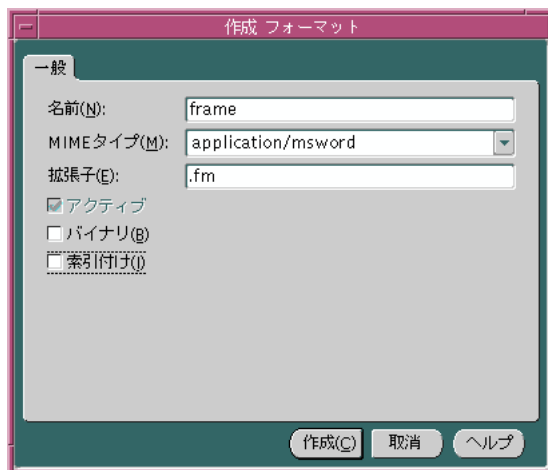 作成 フォーマット
一般
名前(N): frame
MIMEタイプ(M): application/msword
拡張子(E): .fm
アクティブ
バイナリ(B)
索引付け(I)
作成(C) 取消 ヘルプ